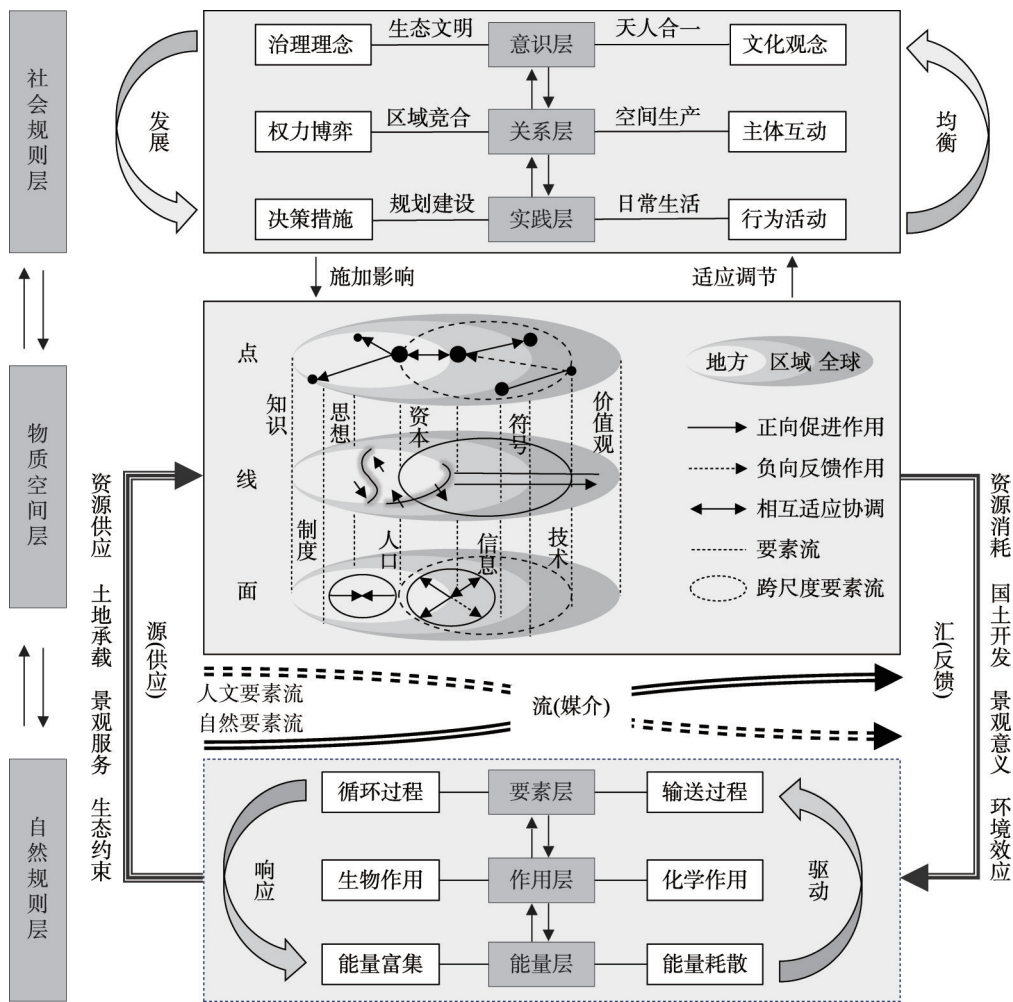 社会规则层
治理理念
生态文明
意识层
天人合一
文化观念
发展
权力博弈
区域竞合
关系层
空间生产
主体互动
均衡
决策措施
规划建设
实践层
日常生活
行为活动
施加影响
适应调节
物质空间层
点
知识
思想
资本
符号
价值观
线
制度
人口
信息
技术
面
地方
区域
全球
正向促进作用
负向反馈作用
相互适应协调
要素流
跨尺度要素流
资源供应 土地承载 景观服务 生态约束
源(供应)
人文要素流
自然要素流
流(媒介)
汇(反馈)
资源消耗 国土开发 景观意义 环境效应
自然规则层
循环过程
要素层
输送过程
响应
生物作用
作用层
化学作用
驱动
能量富集
能量层
能量耗散